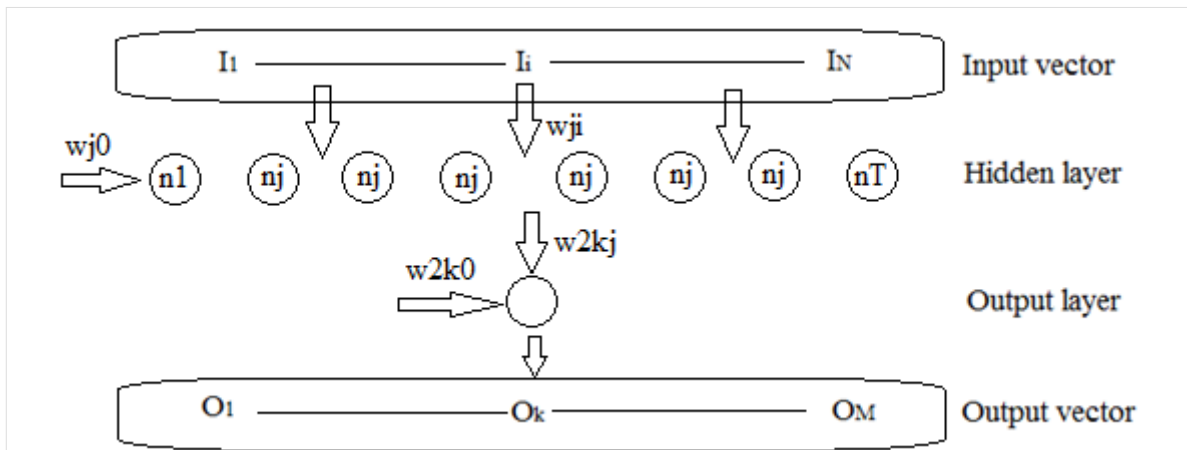 I1 Ii IN Input vector
wji
wj0
n1 nj nj nj nj nj nj nT Hidden layer
w2kj
w2k0
Output layer
O1 Ok OM Output vector